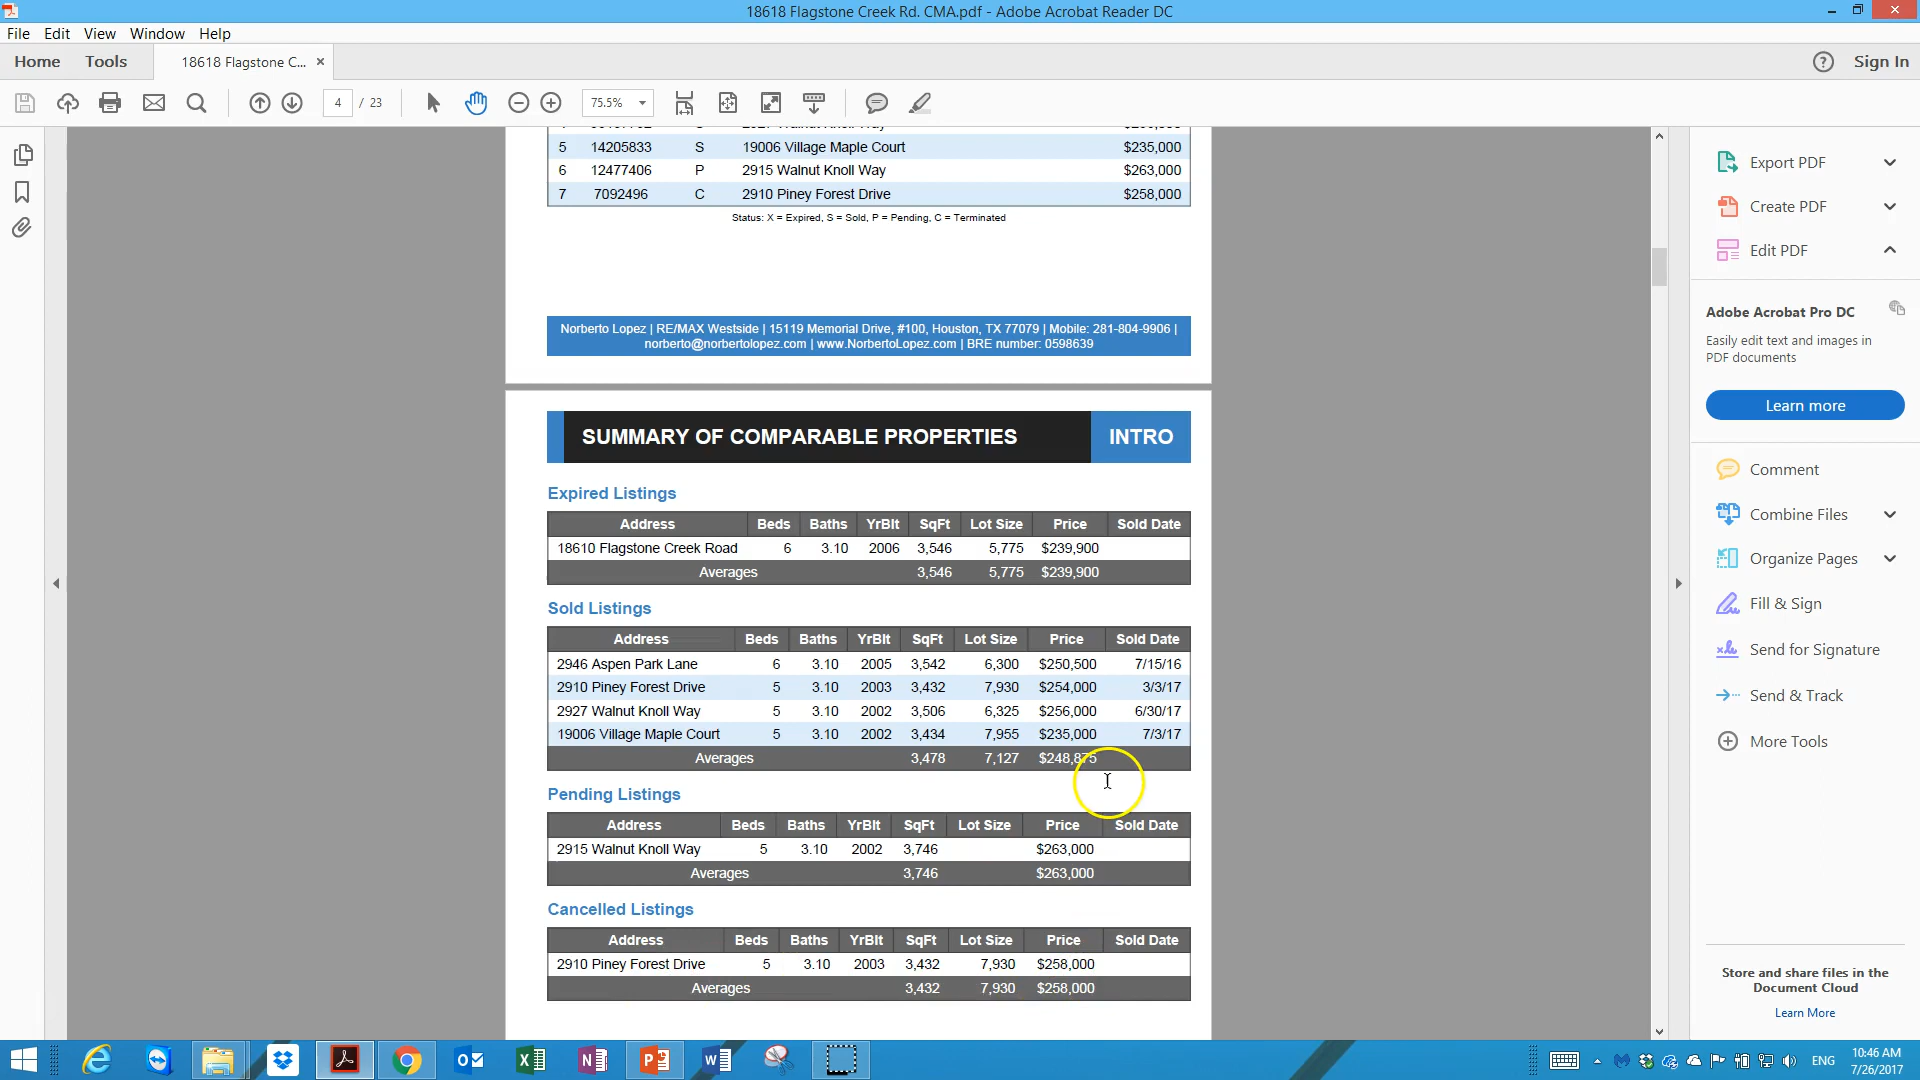 18618 Flagstone Creek Rd. CMA.pdf - Adobe Acrobat Reader DC
File Edit View Window Help
Home Tools 18618 Flagstone C... × Sign In
4 / 23 75.5%
5 14205833 S 19006 Village Maple Court $235,000
6 12477406 P 2915 Walnut Knoll Way $263,000
7 7092496 C 2910 Piney Forest Drive $258,000
Status: X = Expired, S = Sold, P = Pending, C = Terminated
Norberto Lopez | RE/MAX Westside | 15119 Memorial Drive, #100, Houston, TX 77079 | Mobile: 281-804-9906 |
norberto@norbertolopez.com | www.NorbertoLopez.com | BRE number: 0598639
SUMMARY OF COMPARABLE PROPERTIES INTRO
Expired Listings
Address Beds Baths YrBlt SqFt Lot Size Price Sold Date
18610 Flagstone Creek Road 6 3.10 2006 3,546 5,775 $239,900
Averages 3,546 5,775 $239,900
Sold Listings
Address Beds Baths YrBlt SqFt Lot Size Price Sold Date
2946 Aspen Park Lane 6 3.10 2005 3,542 6,300 $250,500 7/15/16
2910 Piney Forest Drive 5 3.10 2003 3,432 7,930 $254,000 3/3/17
2927 Walnut Knoll Way 5 3.10 2002 3,506 6,325 $256,000 6/30/17
19006 Village Maple Court 5 3.10 2002 3,434 7,955 $235,000 7/3/17
Averages 3,478 7,127 $248,875
Pending Listings
Address Beds Baths YrBlt SqFt Lot Size Price Sold Date
2915 Walnut Knoll Way 5 3.10 2002 3,746 $263,000
Averages 3,746 $263,000
Cancelled Listings
Address Beds Baths YrBlt SqFt Lot Size Price Sold Date
2910 Piney Forest Drive 5 3.10 2003 3,432 7,930 $258,000
Averages 3,432 7,930 $258,000
Export PDF
Create PDF
Edit PDF
Adobe Acrobat Pro DC
Easily edit text and images in
PDF documents
Learn more
Comment
Combine Files
Organize Pages
Fill & Sign
Send for Signature
Send & Track
More Tools
Store and share files in the
Document Cloud
Learn More
ENG
10:46 AM
7/26/2017